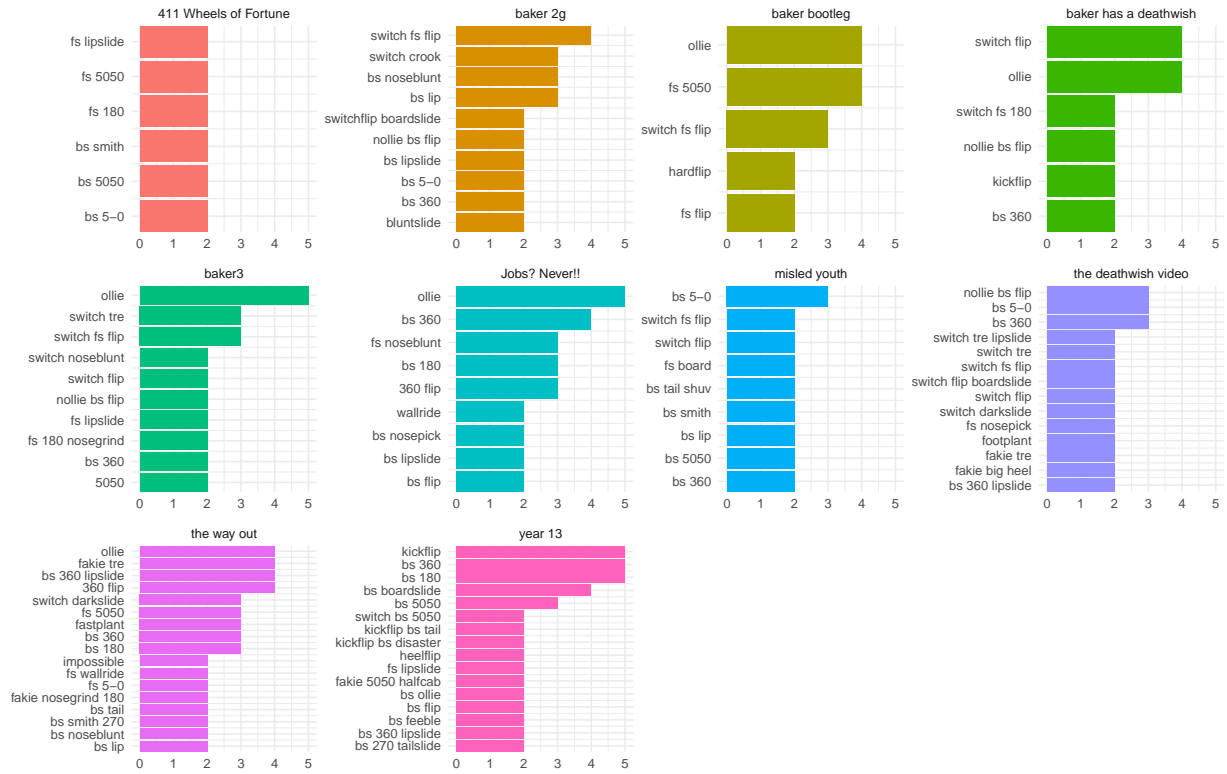 411 Wheels of Fortune
fs lipslide
fs 5050
fs 180
bs smith
bs 5050
bs 5−0
0 1 2 3 4 5
baker 2g
switch fs flip
switch crook
bs noseblunt
bs lip
switchflip boardslide
nollie bs flip
bs lipslide
bs 5−0
bs 360
bluntslide
0 1 2 3 4 5
baker bootleg
ollie
fs 5050
switch fs flip
hardflip
fs flip
0 1 2 3 4 5
baker has a deathwish
switch flip
ollie
switch fs 180
nollie bs flip
kickflip
bs 360
0 1 2 3 4 5
baker3
ollie
switch tre
switch fs flip
switch noseblunt
switch flip
nollie bs flip
fs lipslide
fs 180 nosegrind
bs 360
5050
0 1 2 3 4 5
Jobs? Never!!
ollie
bs 360
fs noseblunt
bs 180
360 flip
wallride
bs nosepick
bs lipslide
bs flip
0 1 2 3 4 5
misled youth
bs 5−0
switch fs flip
switch flip
fs board
bs tail shuv
bs smith
bs lip
bs 5050
bs 360
0 1 2 3 4 5
the deathwish video
nollie bs flip
bs 5−0
bs 360
switch tre lipslide
switch tre
switch fs flip
switch flip boardslide
switch flip
switch darkslide
fs nosepick
footplant
fakie tre
fakie big heel
bs 360 lipslide
0 1 2 3 4 5
the way out
ollie
fakie tre
bs 360 lipslide
360 flip
switch darkslide
fs 5050
fastplant
bs 360
bs 180
impossible
fs wallride
fs 5−0
fakie nosegrind 180
bs tail
bs smith 270
bs noseblunt
bs lip
0 1 2 3 4 5
year 13
kickflip
bs 360
bs 180
bs boardslide
bs 5050
switch bs 5050
kickflip bs tail
kickflip bs disaster
heelflip
fs lipslide
fakie 5050 halfcab
bs ollie
bs flip
bs feeble
bs 360 lipslide
bs 270 tailslide
0 1 2 3 4 5